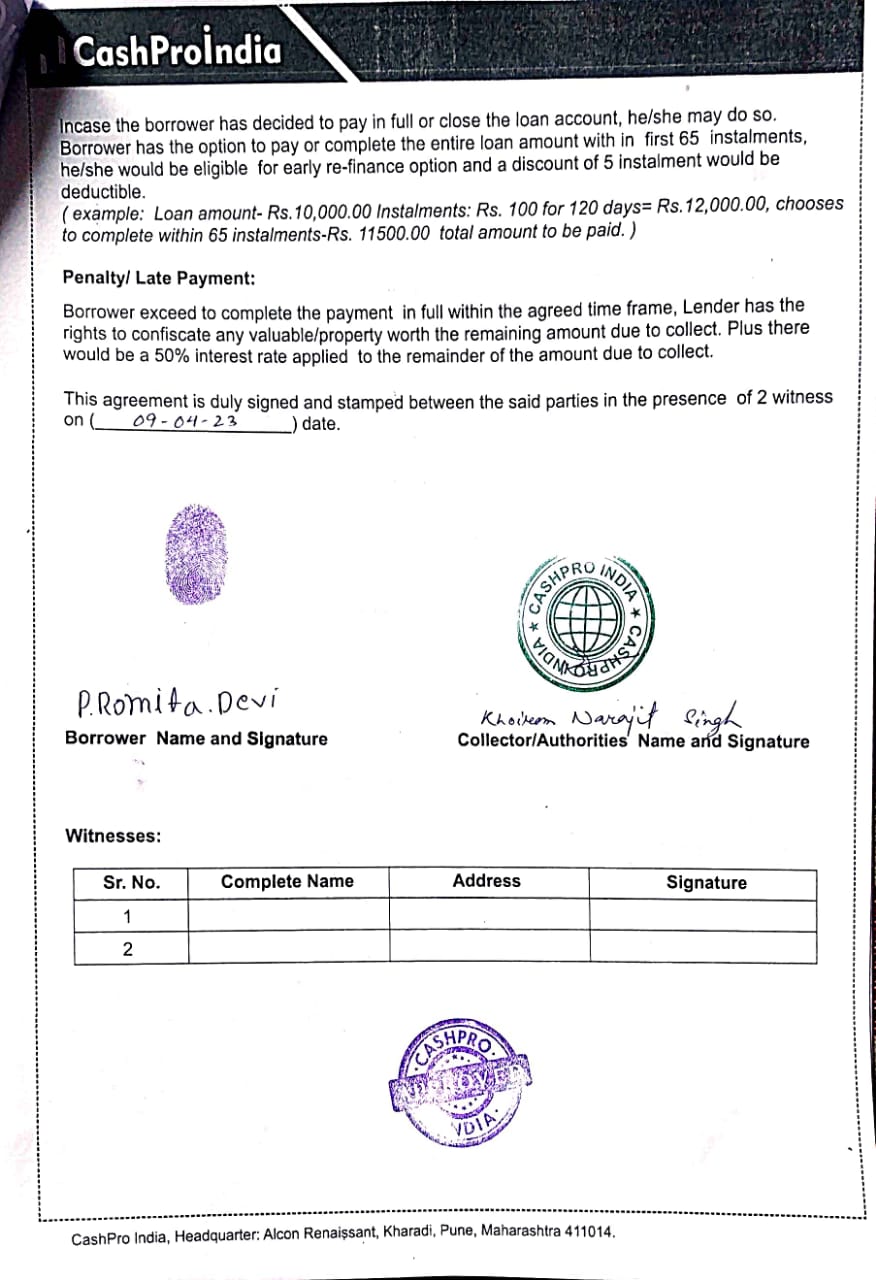 CashProIndia
Incase the borrower has decided to pay in full or close the loan account, he/she may do so.
Borrower has the option to pay or complete the entire loan amount with in first 65 instalments,
he/she would be eligible for early re-finance option and a discount of 5 instalment would be
deductible.
( example: Loan amount- Rs.10,000.00 Instalments: Rs. 100 for 120 days= Rs.12,000.00, chooses
to complete within 65 instalments-Rs. 11500.00 total amount to be paid. )
Penalty/ Late Payment:
Borrower exceed to complete the payment in full within the agreed time frame, Lender has the
rights to confiscate any valuable/property worth the remaining amount due to collect. Plus there
would be a 50% interest rate applied to the remainder of the amount due to collect.
This agreement is duly signed and stamped between the said parties in the presence of 2 witness
on ( 09-04-23 ) date.
CASHPRO INDIA ★ CASHPRO INDIA ★
P.Romita.Devi
Khoirom Narajit Singh
Borrower Name and Signature
Collector/Authorities Name and Signature
Witnesses:
Sr. No. Complete Name Address Signature
1
2
CASHPRO
APPROVED
NDIA
CashPro India, Headquarter: Alcon Renaissant, Kharadi, Pune, Maharashtra 411014.